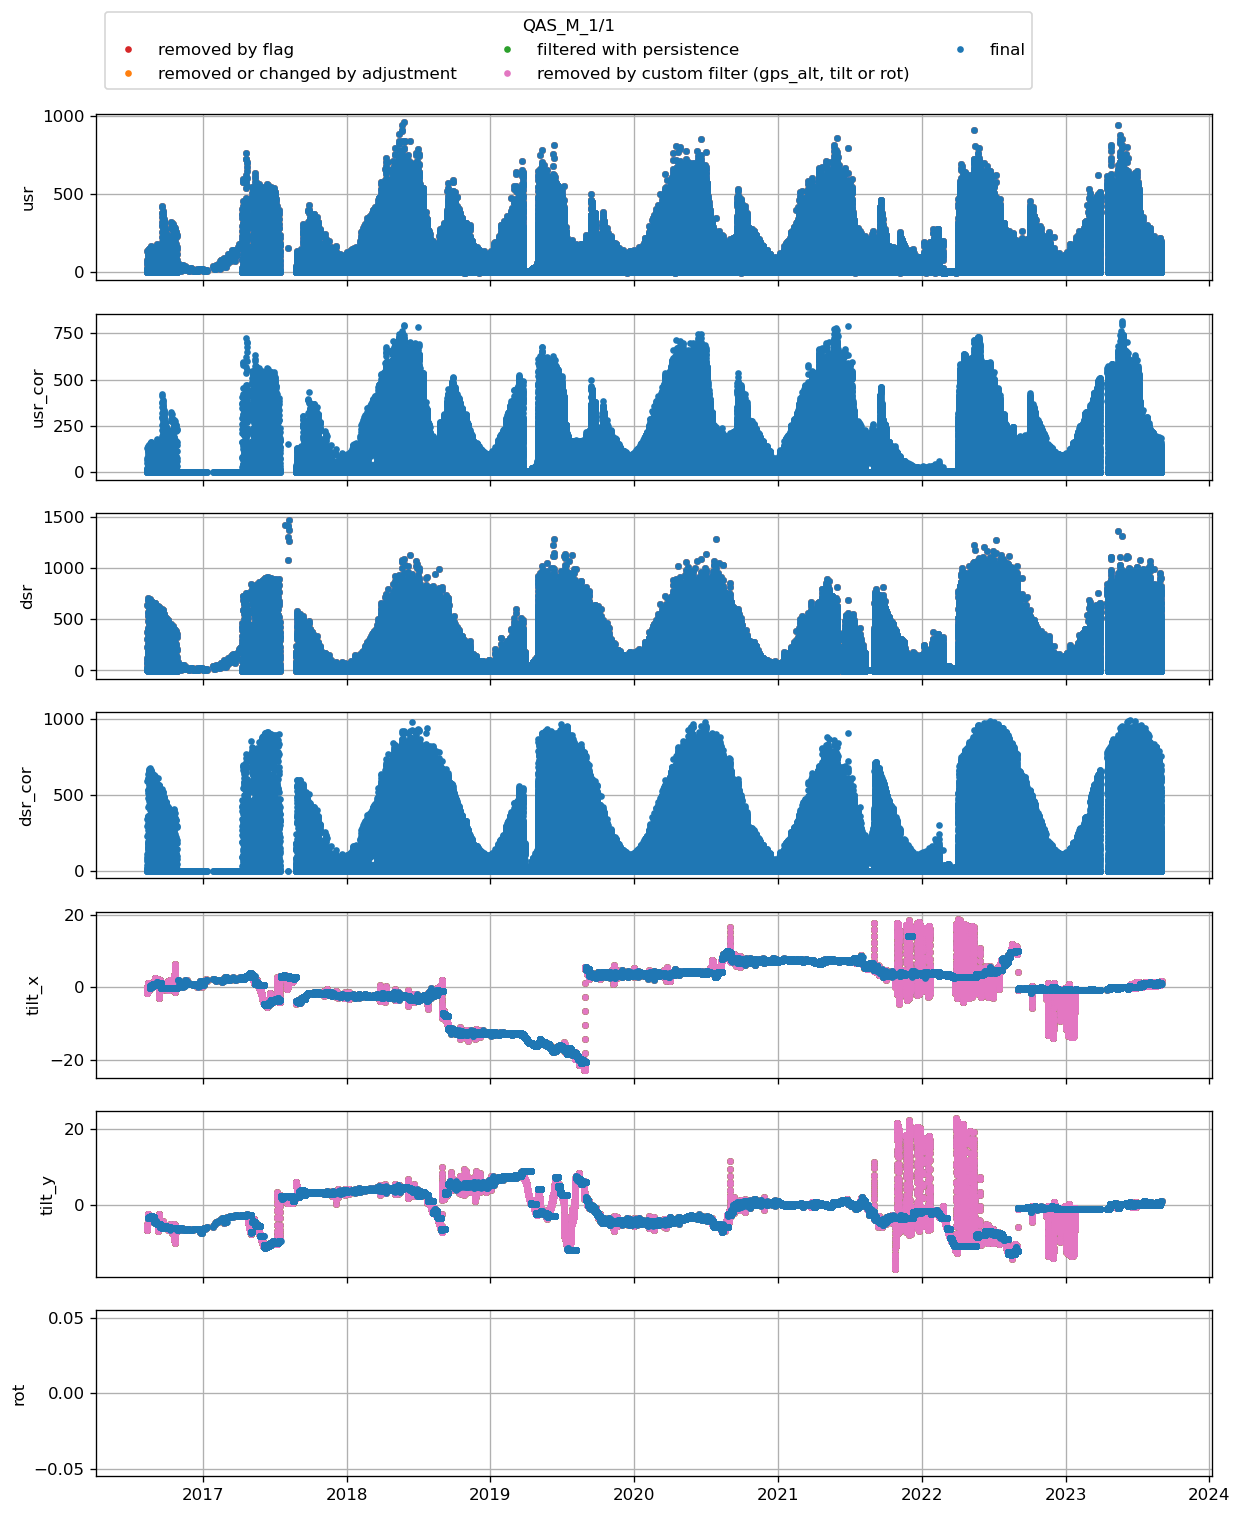 QAS_M_1/1
removed by flag
filtered with persistence
final
removed or changed by adjustment
removed by custom filter (gps_alt, tilt or rot)
1000
500
0
usr
750
500
250
0
usr_cor
1500
1000
500
0
dsr
1000
500
0
dsr_cor
20
0
−20
tilt_x
20
0
tilt_y
0.05
0.00
−0.05
rot
2017 2018 2019 2020 2021 2022 2023 2024